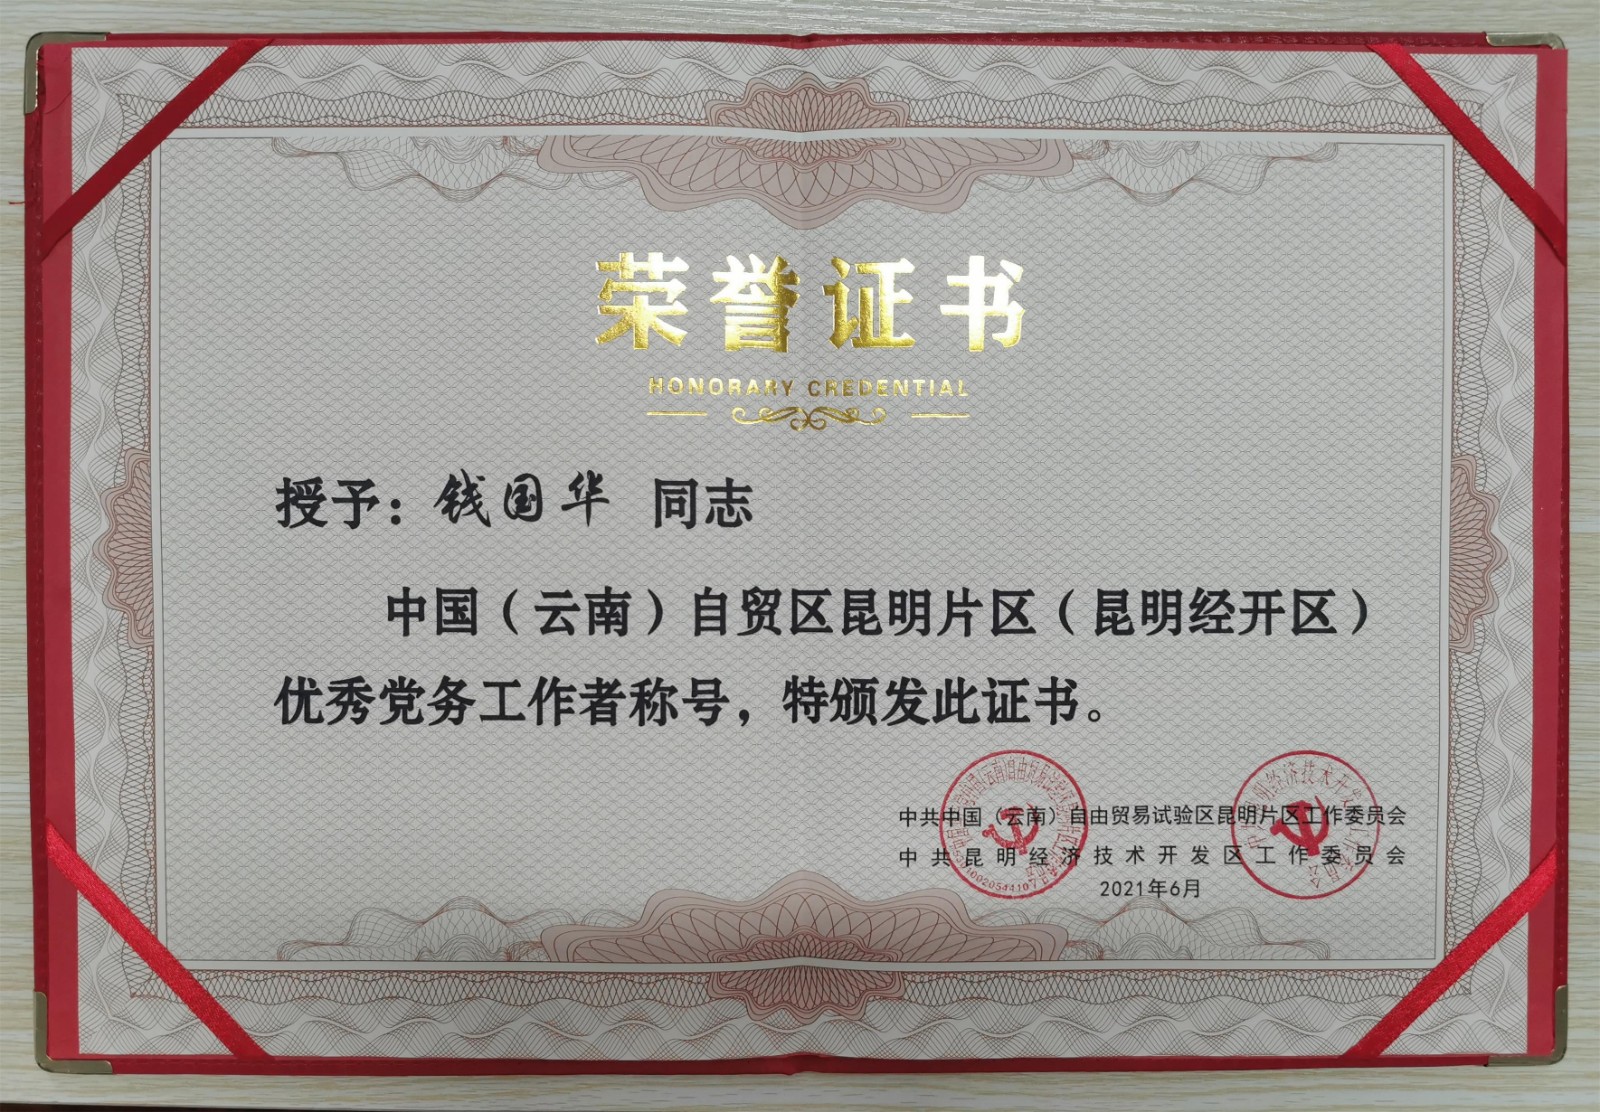 荣誉证书
HONORARY CREDENTIAL
授予：钱国华 同志
中国（云南）自贸区昆明片区（昆明经开区）
优秀党务工作者称号，特颁发此证书。
中共中国（云南）自由贸易试验区昆明片区工作委员会
中共昆明经济技术开发区工作委员会
2021年6月